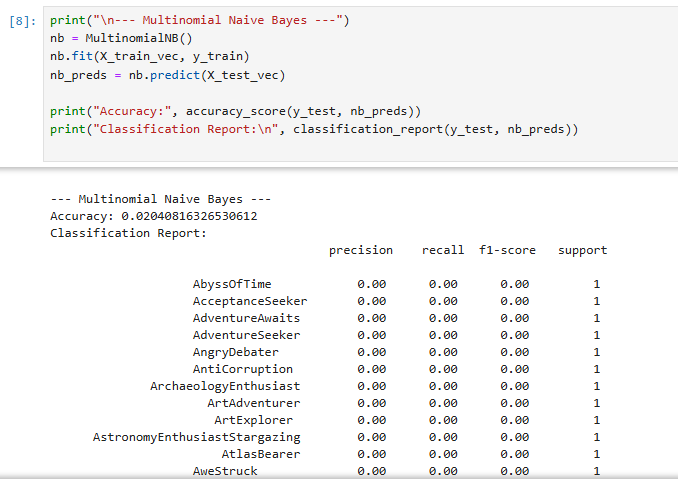 [8]: print("\n--- Multinomial Naive Bayes ---")
nb = MultinomialNB()
nb.fit(X_train_vec, y_train)
nb_preds = nb.predict(X_test_vec)
print("Accuracy:", accuracy_score(y_test, nb_preds))
print("Classification Report:\n", classification_report(y_test, nb_preds))
--- Multinomial Naive Bayes ---
Accuracy: 0.02040816326530612
Classification Report:
precision recall f1-score support
AbyssOfTime 0.00 0.00 0.00 1
AcceptanceSeeker 0.00 0.00 0.00 1
AdventureAwaits 0.00 0.00 0.00 1
AdventureSeeker 0.00 0.00 0.00 1
AngryDebater 0.00 0.00 0.00 1
AntiCorruption 0.00 0.00 0.00 1
ArchaeologyEnthusiast 0.00 0.00 0.00 1
ArtAdventurer 0.00 0.00 0.00 1
ArtExplorer 0.00 0.00 0.00 1
AstronomyEnthusiastStargazing 0.00 0.00 0.00 1
AtlasBearer 0.00 0.00 0.00 1
AweStruck 0.00 0.00 0.00 1